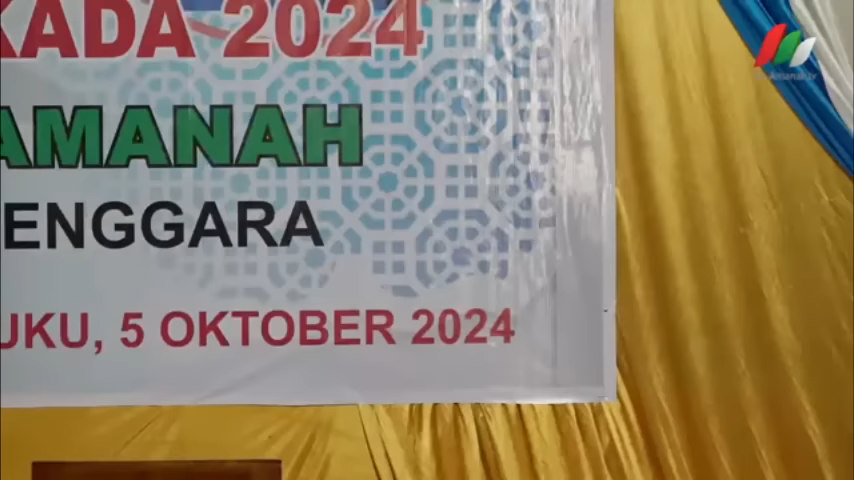 KADA 2024
AMANAH
ENGGARA
UKU, 5 OKTOBER 2024